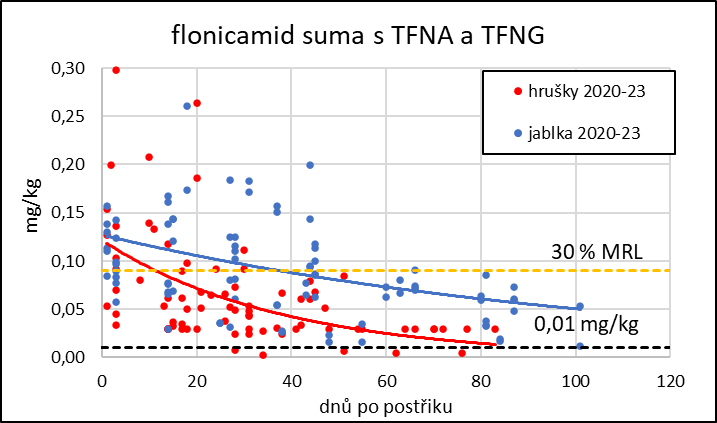 flonicamid suma s TFNA a TFNG
0,30
0,25
0,20
0,15
0,10
0,05
0,00
mg/kg
hrušky 2020-23
jablka 2020-23
30 % MRL
0,01 mg/kg
0 20 40 60 80 100 120
dnů po postřiku